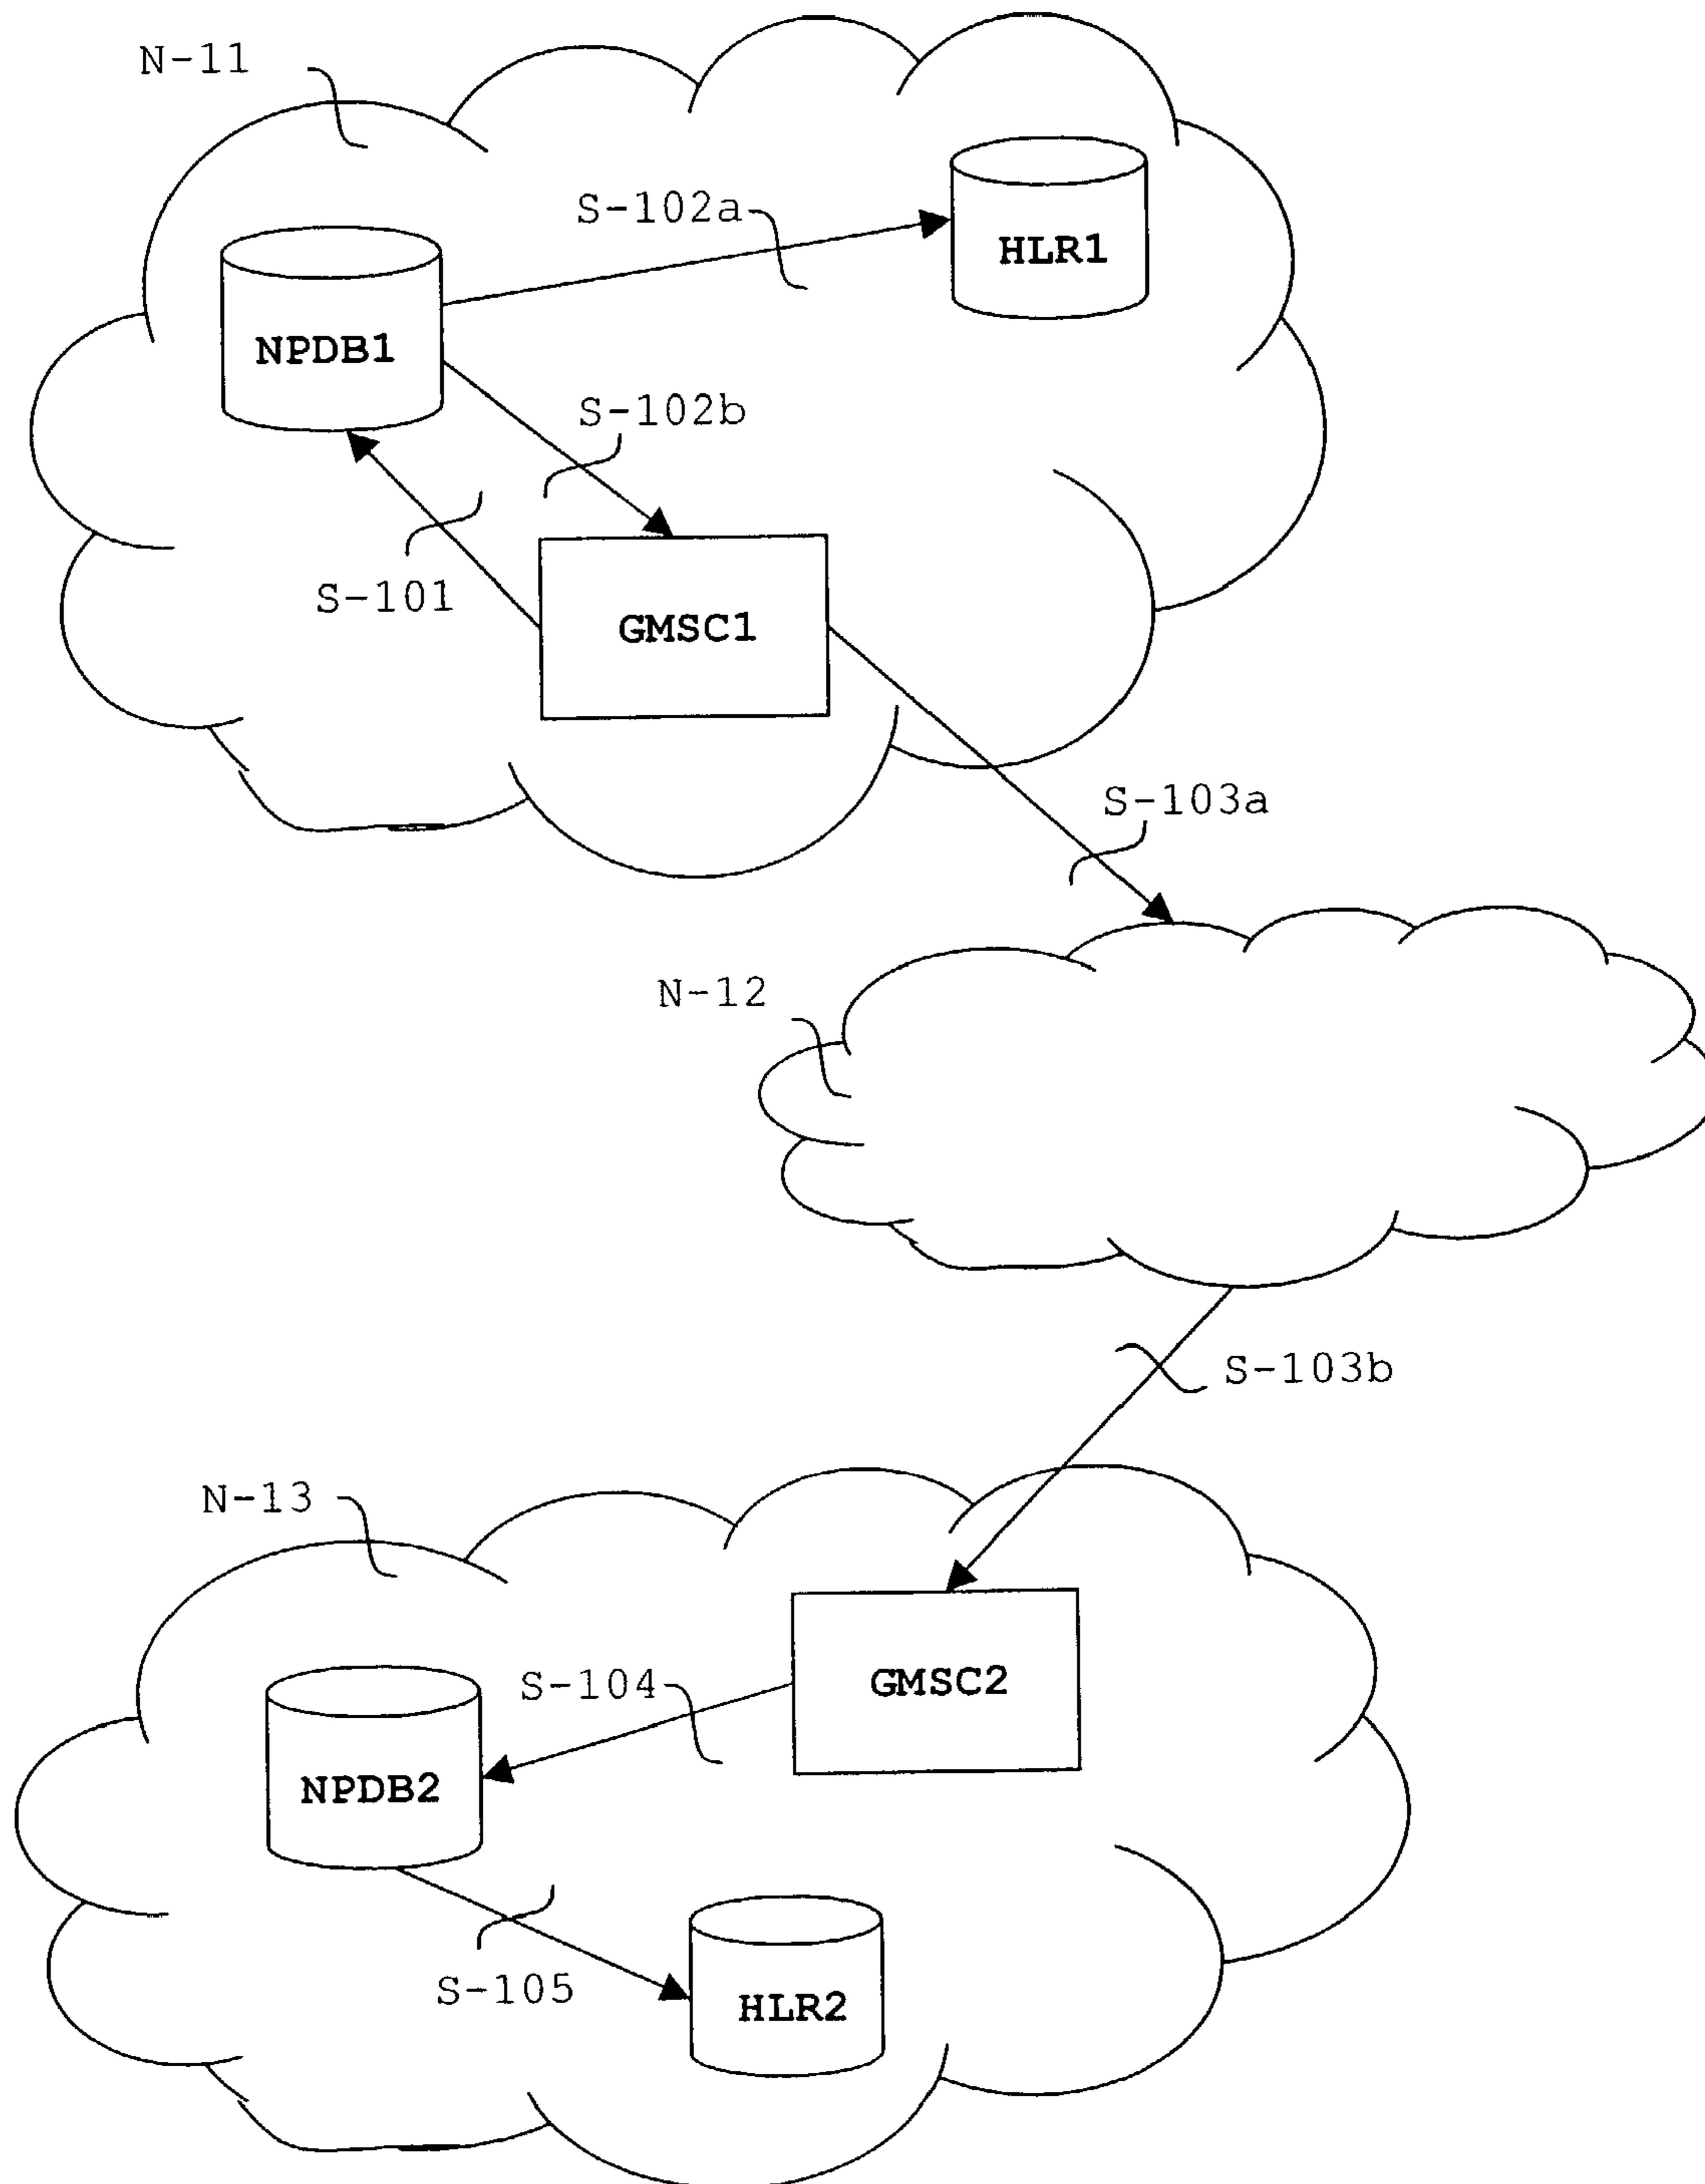 N-11
S-102a
HLR1
NPDB1
S-102b
S-101
GMSC1
S-103a
N-12
S-103b
N-13
GMSC2
S-104
NPDB2
S-105
HLR2